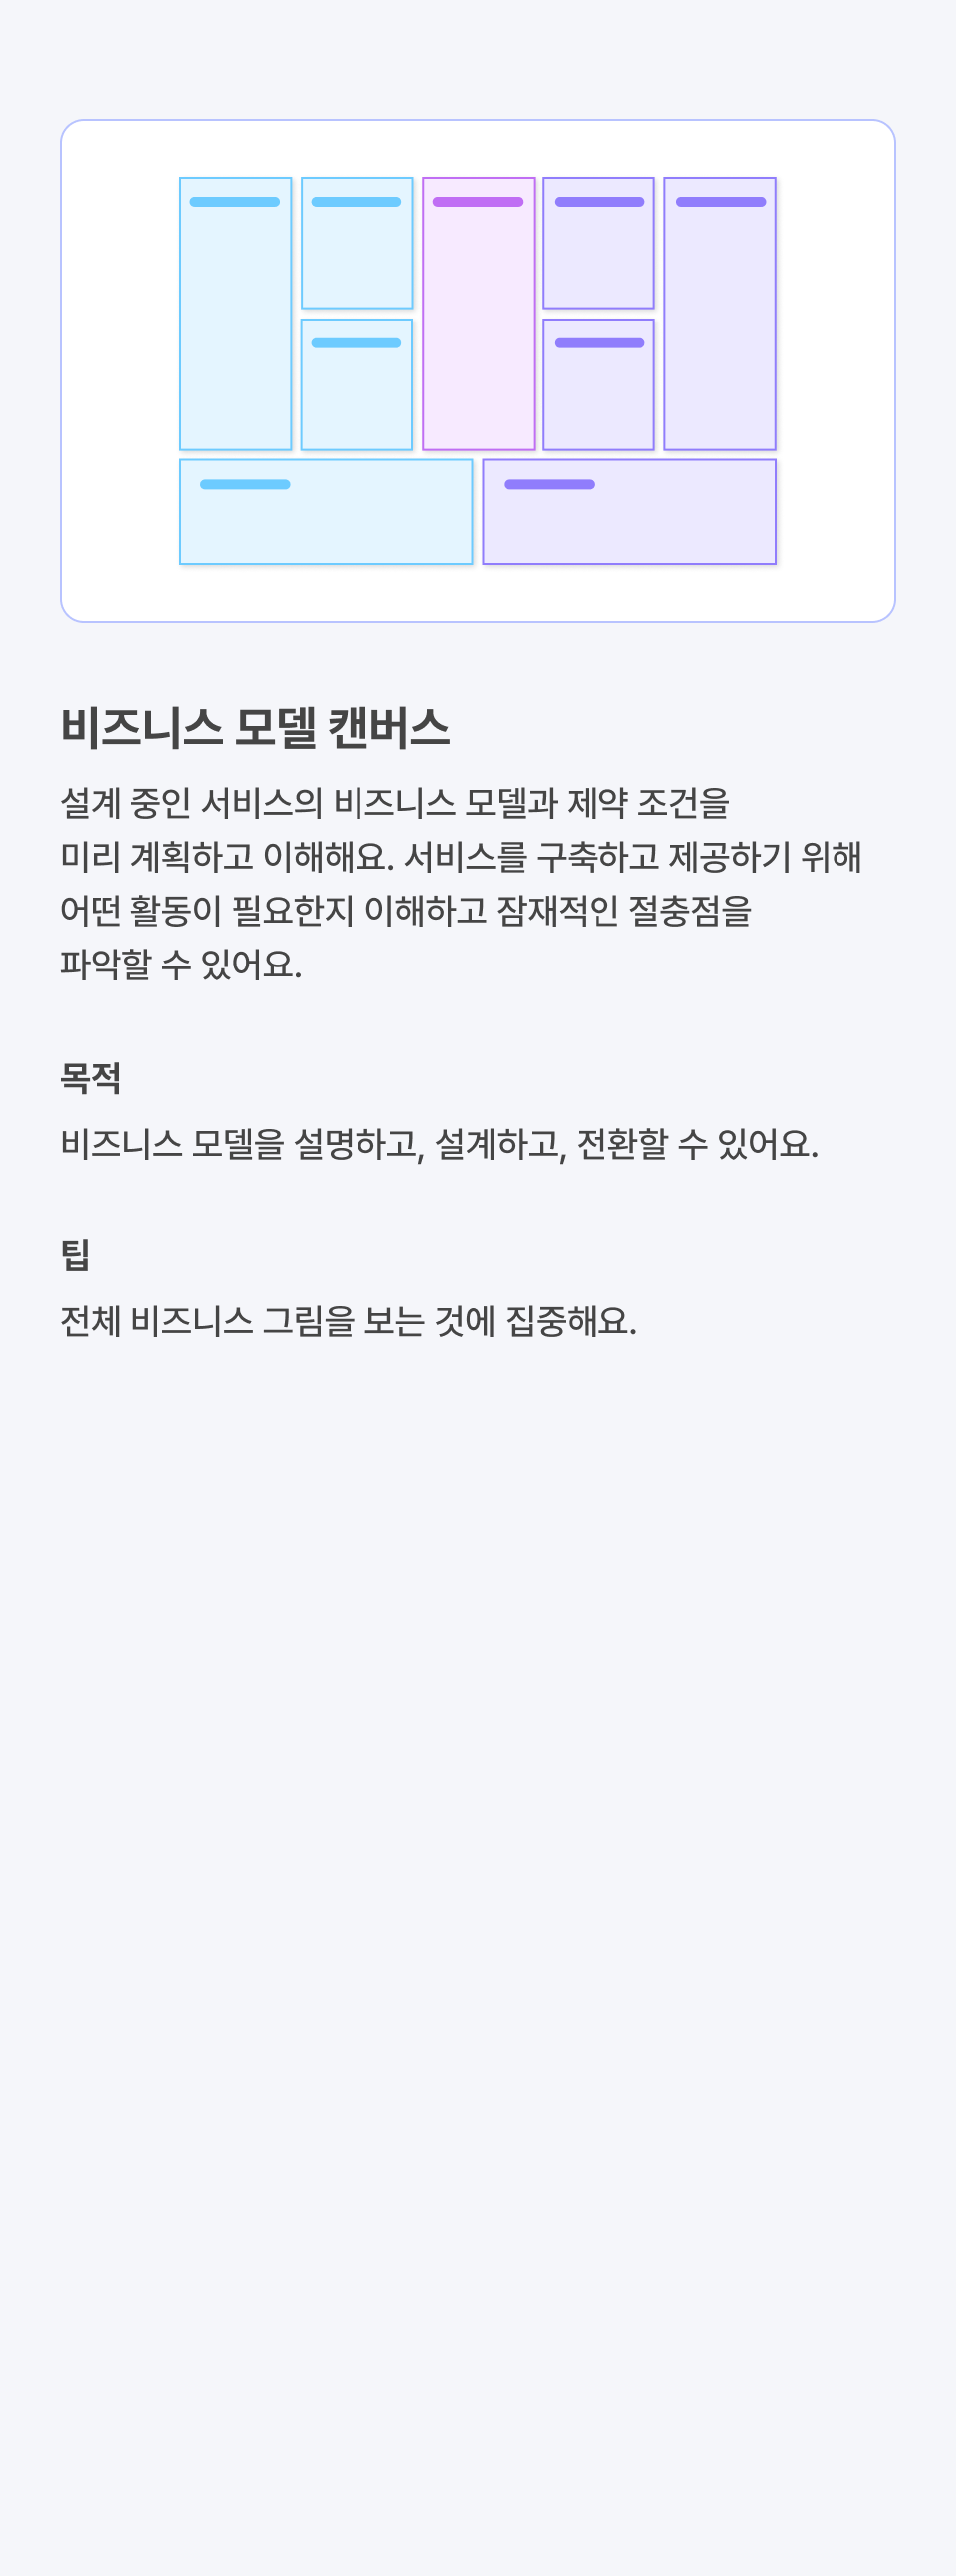 비즈니스 모델 캔버스
설계 중인 서비스의 비즈니스 모델과 제약 조건을
미리 계획하고 이해해요. 서비스를 구축하고 제공하기 위해
어떤 활동이 필요한지 이해하고 잠재적인 절충점을
파악할 수 있어요.
목적
비즈니스 모델을 설명하고, 설계하고, 전환할 수 있어요.
팁
전체 비즈니스 그림을 보는 것에 집중해요.